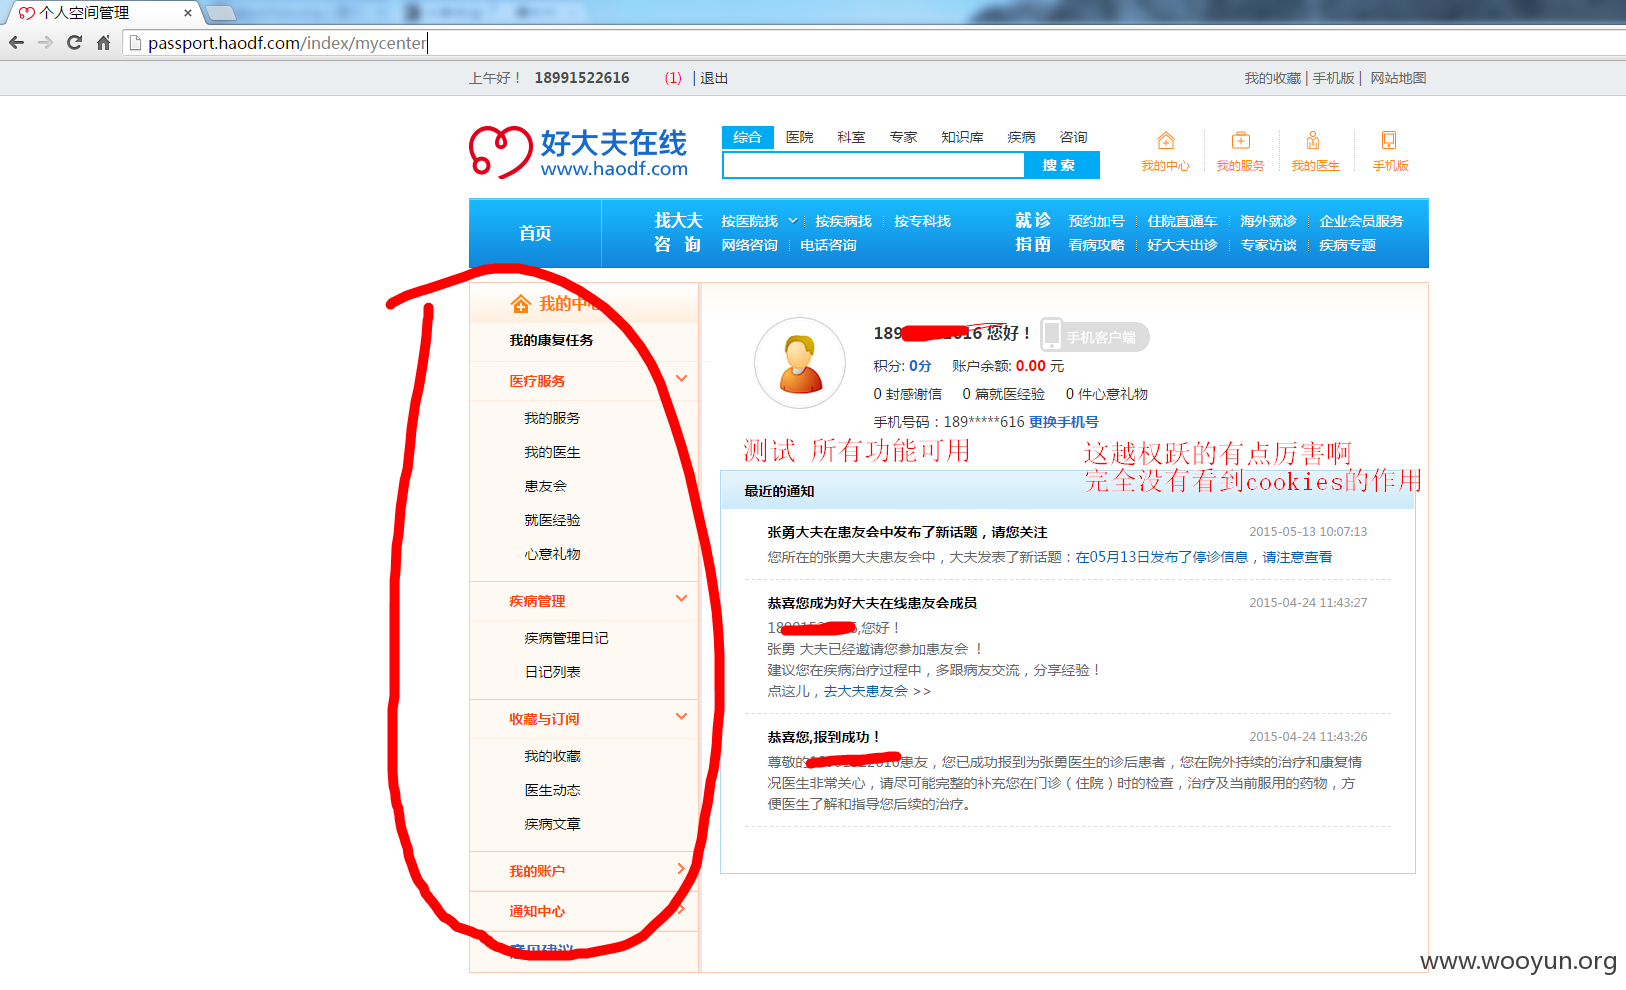 个人空间管理
passport.haodf.com/index/mycenter
上午好！ 18991522616 (1) | 退出
我的收藏 | 手机版 | 网站地图
好大夫在线
www.haodf.com
综合 医院 科室 专家 知识库 疾病 咨询
搜索
我的中心 我的服务 我的医生 手机版
首页
找大夫 按医院找 按疾病找 按专科找
咨询 网络咨询 电话咨询
就诊 预约加号 住院直通车 海外就诊 企业会员服务
指南 看病攻略 好大夫出诊 专家访谈 疾病专题
我的中心
我的康复任务
医疗服务
我的服务
我的医生
患友会
就医经验
心意礼物
疾病管理
疾病管理日记
日记列表
收藏与订阅
我的收藏
医生动态
疾病文章
我的账户
通知中心
意见建议
189 616 您好！ 手机客户端
积分: 0分 账户余额: 0.00 元
0 封感谢信 0 篇就医经验 0 件心意礼物
手机号码：189*****616 更换手机号
测试 所有功能可用
这越权跃的有点厉害啊
完全没有看到cookies的作用
最近的通知
张勇大夫在患友会中发布了新话题，请您关注 2015-05-13 10:07:13
您所在的张勇大夫患友会中，大夫发表了新话题：在05月13日发布了停诊信息，请注意查看
恭喜您成为好大夫在线患友会成员 2015-04-24 11:43:27
,您好！
张勇 大夫已经邀请您参加患友会 ！
建议您在疾病治疗过程中，多跟病友交流，分享经验！
点这儿，去大夫患友会 >>
恭喜您,报到成功！ 2015-04-24 11:43:26
尊敬的 患友，您已成功报到为张勇医生的诊后患者，您在院外持续的治疗和康复情
况医生非常关心，请尽可能完整的补充您在门诊（住院）时的检查，治疗及当前服用的药物，方
便医生了解和指导您后续的治疗。
www.wooyun.org